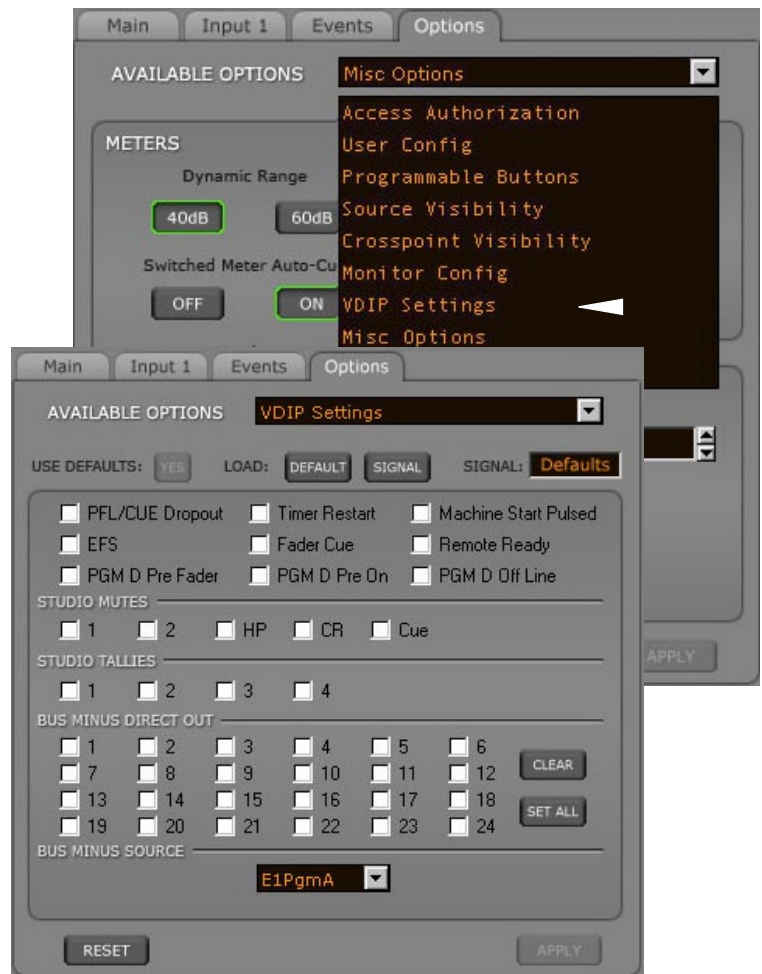 Main Input 1 Events Options
AVAILABLE OPTIONS Misc Options
Access Authorization
METERS User Config
Dynamic Range Programmable Buttons
40dB 60dB Source Visibility
Crosspoint Visibility
Switched Meter Auto-Cu Monitor Config
OFF ON VDIP Settings
Misc Options
Main Input 1 Events Options
AVAILABLE OPTIONS VDIP Settings
USE DEFAULTS: YES LOAD: DEFAULT SIGNAL SIGNAL: Defaults
PFL/CUE Dropout Timer Restart Machine Start Pulsed
EFS Fader Cue Remote Ready
PGM D Pre Fader PGM D Pre On PGM D Off Line
STUDIO MUTES
1 2 HP CR Cue
STUDIO TALLIES
1 2 3 4
APPLY
BUS MINUS DIRECT OUT
1 2 3 4 5 6
7 8 9 10 11 12 CLEAR
13 14 15 16 17 18
19 20 21 22 23 24 SET ALL
BUS MINUS SOURCE
E1PgmA
RESET APPLY